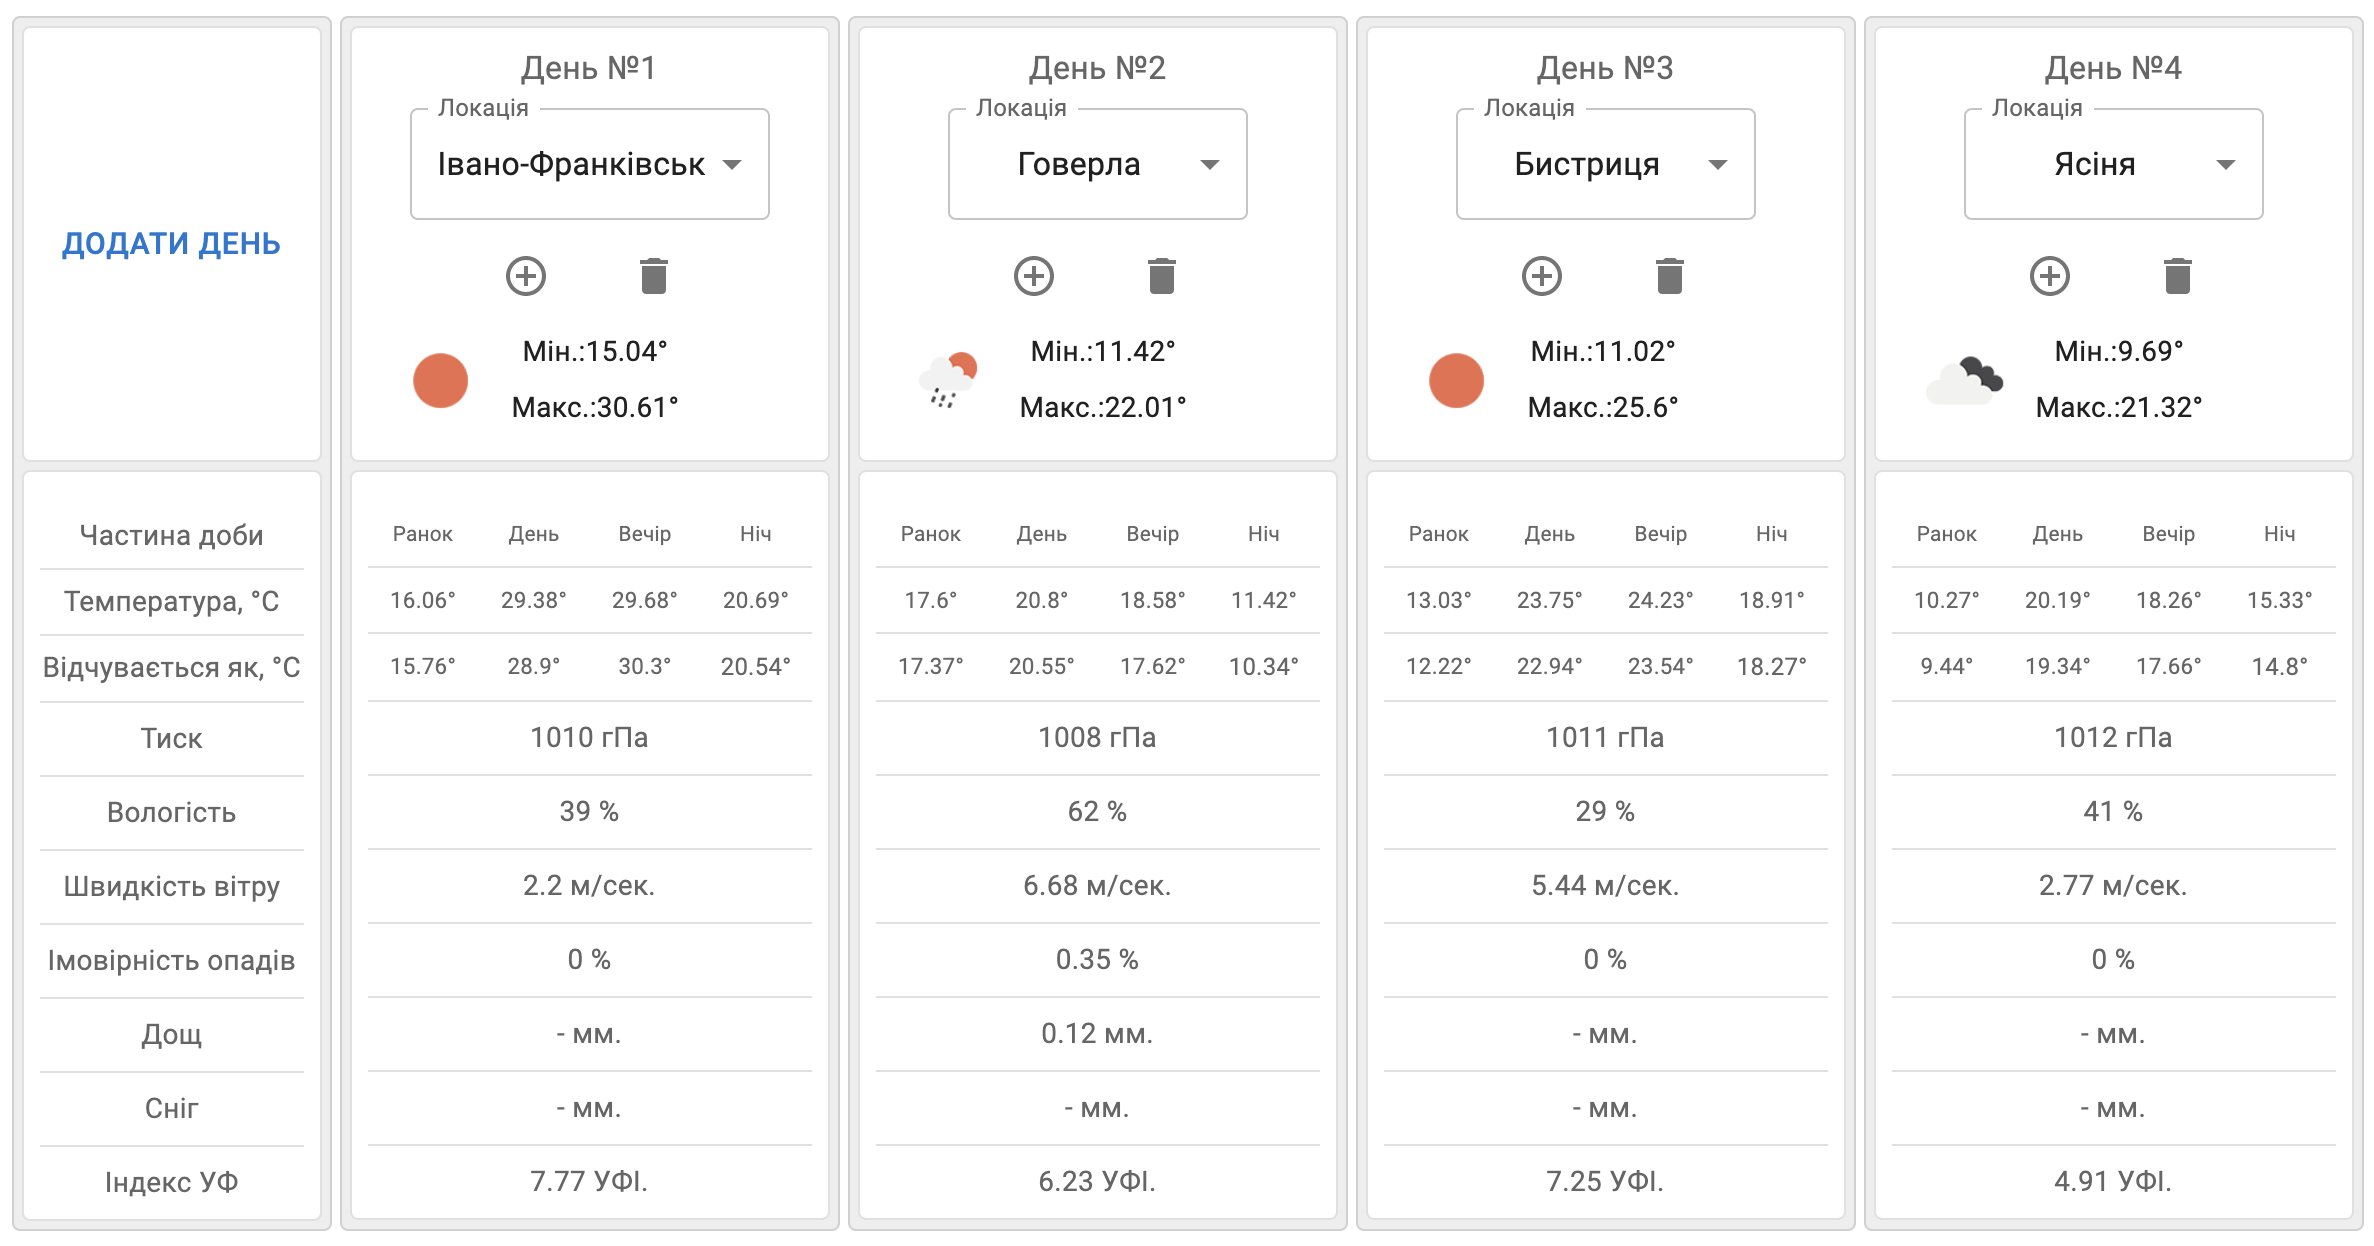 ДОДАТИ ДЕНЬ
День №1
Локація
Івано-Франківськ
Мін.:15.04°
Макс.:30.61°
День №2
Локація
Говерла
Мін.:11.42°
Макс.:22.01°
День №3
Локація
Бистриця
Мін.:11.02°
Макс.:25.6°
День №4
Локація
Ясіня
Мін.:9.69°
Макс.:21.32°
Частина доби Ранок День Вечір Ніч Ранок День Вечір Ніч Ранок День Вечір Ніч Ранок День Вечір Ніч
Температура, °C 16.06° 29.38° 29.68° 20.69° 17.6° 20.8° 18.58° 11.42° 13.03° 23.75° 24.23° 18.91° 10.27° 20.19° 18.26° 15.33°
Відчувається як, °C 15.76° 28.9° 30.3° 20.54° 17.37° 20.55° 17.62° 10.34° 12.22° 22.94° 23.54° 18.27° 9.44° 19.34° 17.66° 14.8°
Тиск 1010 гПа 1008 гПа 1011 гПа 1012 гПа
Вологість 39 % 62 % 29 % 41 %
Швидкість вітру 2.2 м/сек. 6.68 м/сек. 5.44 м/сек. 2.77 м/сек.
Імовірність опадів 0 % 0.35 % 0 % 0 %
Дощ - мм. 0.12 мм. - мм. - мм.
Сніг - мм. - мм. - мм. - мм.
Індекс УФ 7.77 УФІ. 6.23 УФІ. 7.25 УФІ. 4.91 УФІ.